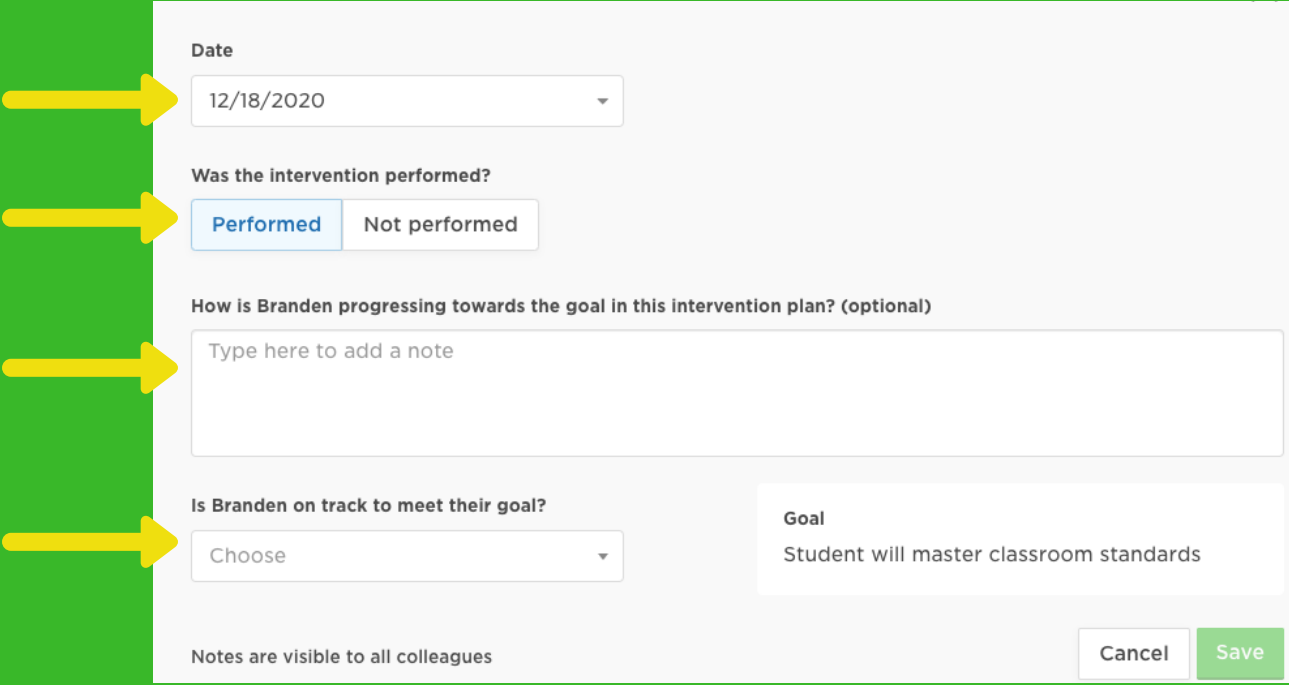 Date
12/18/2020
Was the intervention performed?
Performed Not performed
How is Branden progressing towards the goal in this intervention plan? (optional)
Type here to add a note
Is Branden on track to meet their goal?
Choose
Goal
Student will master classroom standards
Notes are visible to all colleagues
Cancel Save